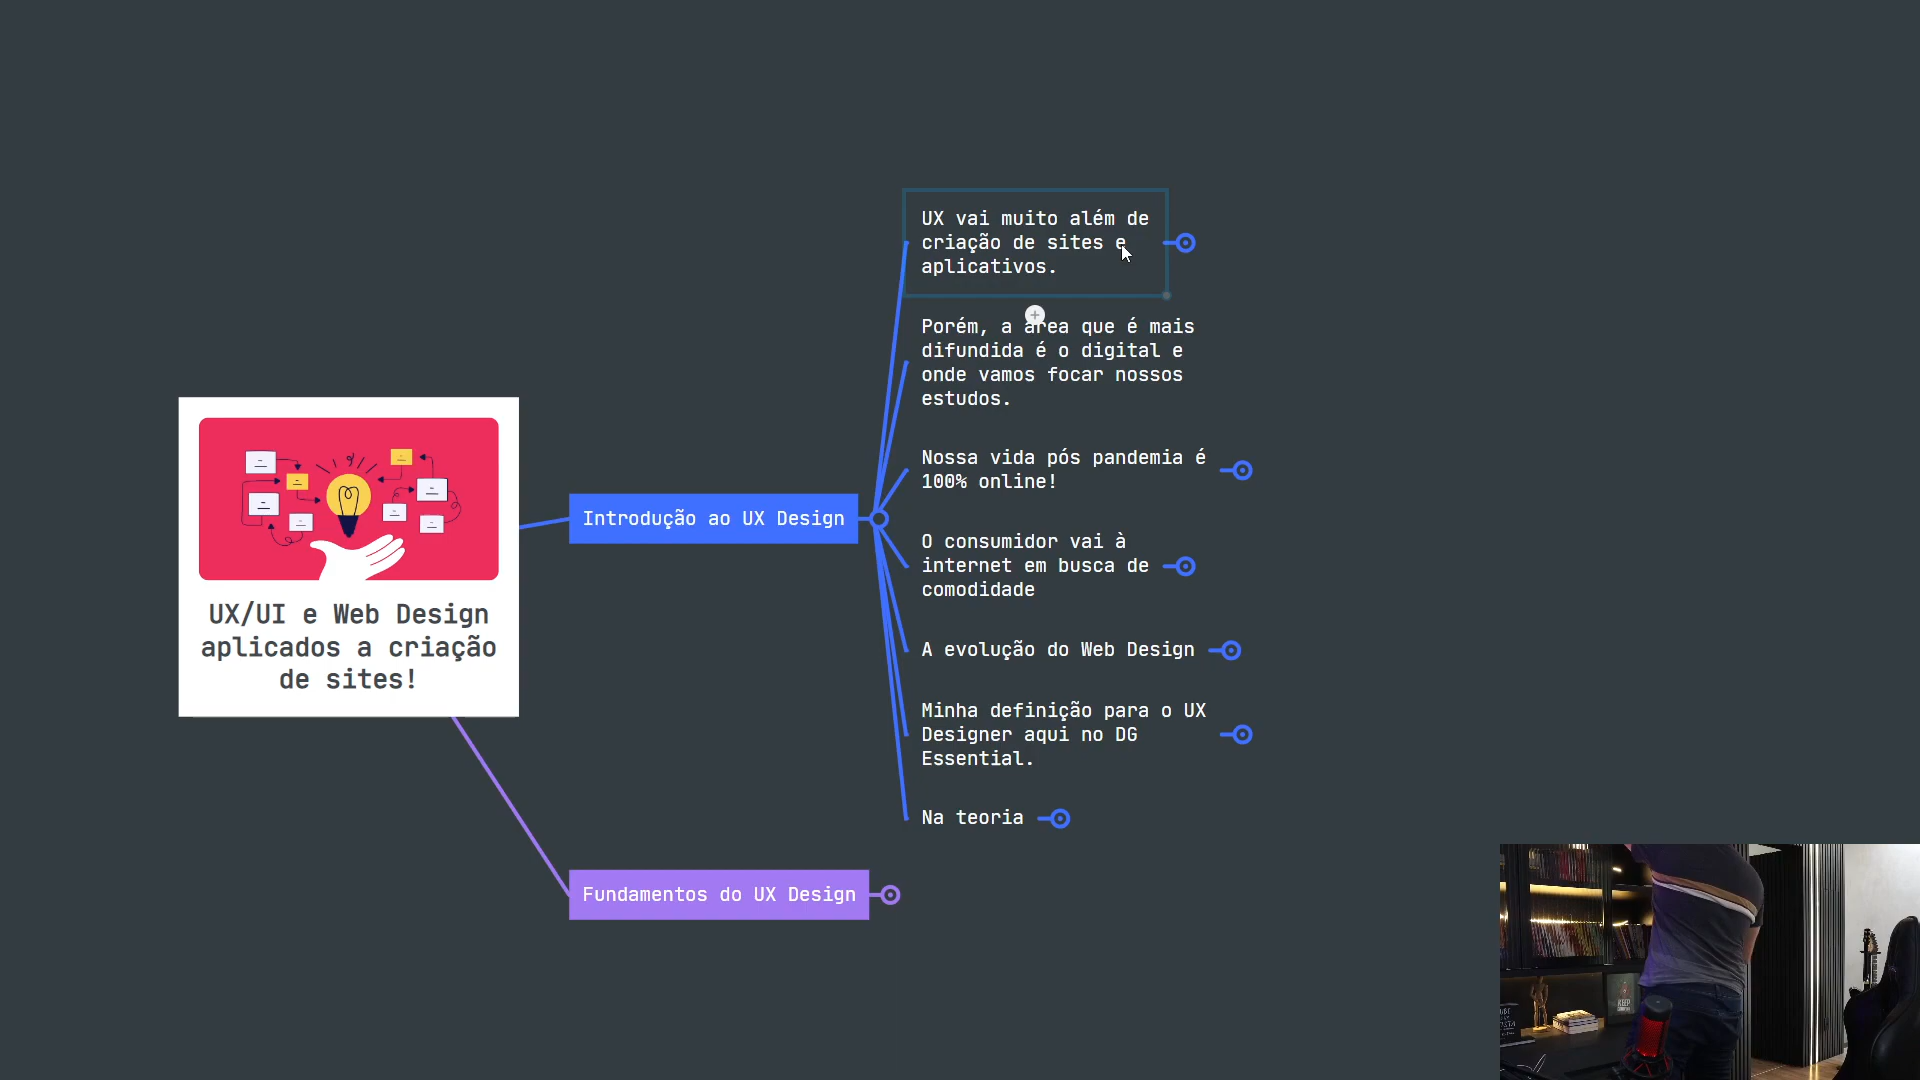 UX/UI e Web Design
aplicados a criação
de sites!
Introdução ao UX Design
UX vai muito além de
criação de sites e
aplicativos.
Porém, a área que é mais
difundida é o digital e
onde vamos focar nossos
estudos.
Nossa vida pós pandemia é
100% online!
O consumidor vai à
internet em busca de
comodidade
A evolução do Web Design
Minha definição para o UX
Designer aqui no DG
Essential.
Na teoria
Fundamentos do UX Design
KEEP